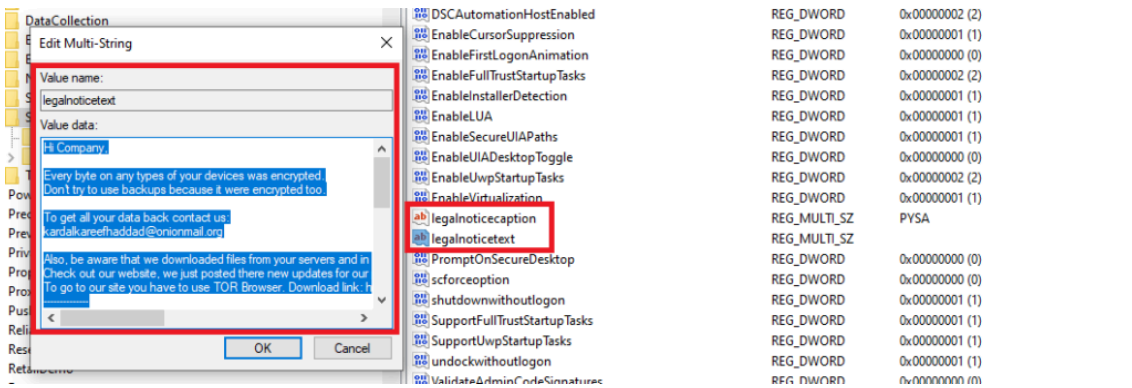 DataCollection
Edit Multi-String
Value name:
legalnoticetext
Value data:
Hi Company,
Every byte on any types of your devices was encrypted.
Don't try to use backups because it were encrypted too.
To get all your data back contact us:
kardalkareefhaddad@onionmail.org
Also, be aware that we downloaded files from your servers and in
Check out our website, we just posted there new updates for our
To go to our site you have to use TOR Browser. Download link: h
--------------
OK Cancel
Pow
Pred
Prev
Priv
Prop
Prox
Pus
Reli
Rese
RetailDemo
DSCAutomationHostEnabled REG_DWORD 0x00000002 (2)
EnableCursorSuppression REG_DWORD 0x00000001 (1)
EnableFirstLogonAnimation REG_DWORD 0x00000000 (0)
EnableFullTrustStartupTasks REG_DWORD 0x00000002 (2)
EnableInstallerDetection REG_DWORD 0x00000001 (1)
EnableLUA REG_DWORD 0x00000001 (1)
EnableSecureUIAPaths REG_DWORD 0x00000001 (1)
EnableUIADesktopToggle REG_DWORD 0x00000000 (0)
EnableUwpStartupTasks REG_DWORD 0x00000002 (2)
EnableVirtualization REG_DWORD 0x00000001 (1)
legalnoticecaption REG_MULTI_SZ PYSA
legalnoticetext REG_MULTI_SZ
PromptOnSecureDesktop REG_DWORD 0x00000000 (0)
scforceoption REG_DWORD 0x00000000 (0)
shutdownwithoutlogon REG_DWORD 0x00000001 (1)
SupportFullTrustStartupTasks REG_DWORD 0x00000001 (1)
SupportUwpStartupTasks REG_DWORD 0x00000001 (1)
undockwithoutlogon REG_DWORD 0x00000001 (1)
ValidateAdminCodeSignatures REG_DWORD 0x00000000 (0)